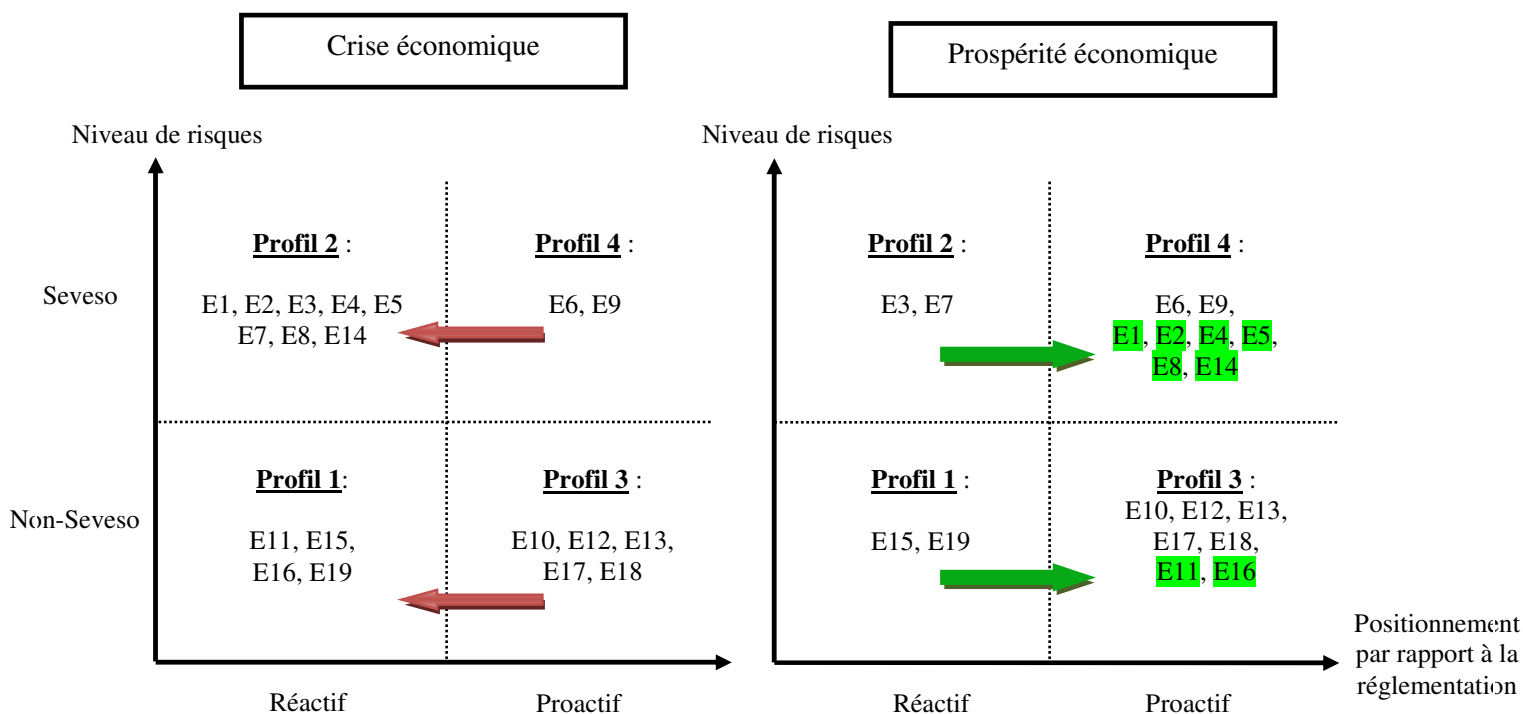 Crise économique
Prospérité économique
Niveau de risques
Niveau de risques
Profil 2 :
Profil 4 :
Seveso
E1, E2, E3, E4, E5
E7, E8, E14
E6, E9
Profil 1:
Profil 3 :
Non-Seveso
E11, E15,
E16, E19
E10, E12, E13,
E17, E18
Réactif
Proactif
Profil 2 :
Profil 4 :
E3, E7
E6, E9,
E1, E2, E4, E5,
E8, E14
Profil 1 :
Profil 3 :
E15, E19
E10, E12, E13,
E17, E18,
E11, E16
Réactif
Proactif
Positionnement
par rapport à la
réglementation